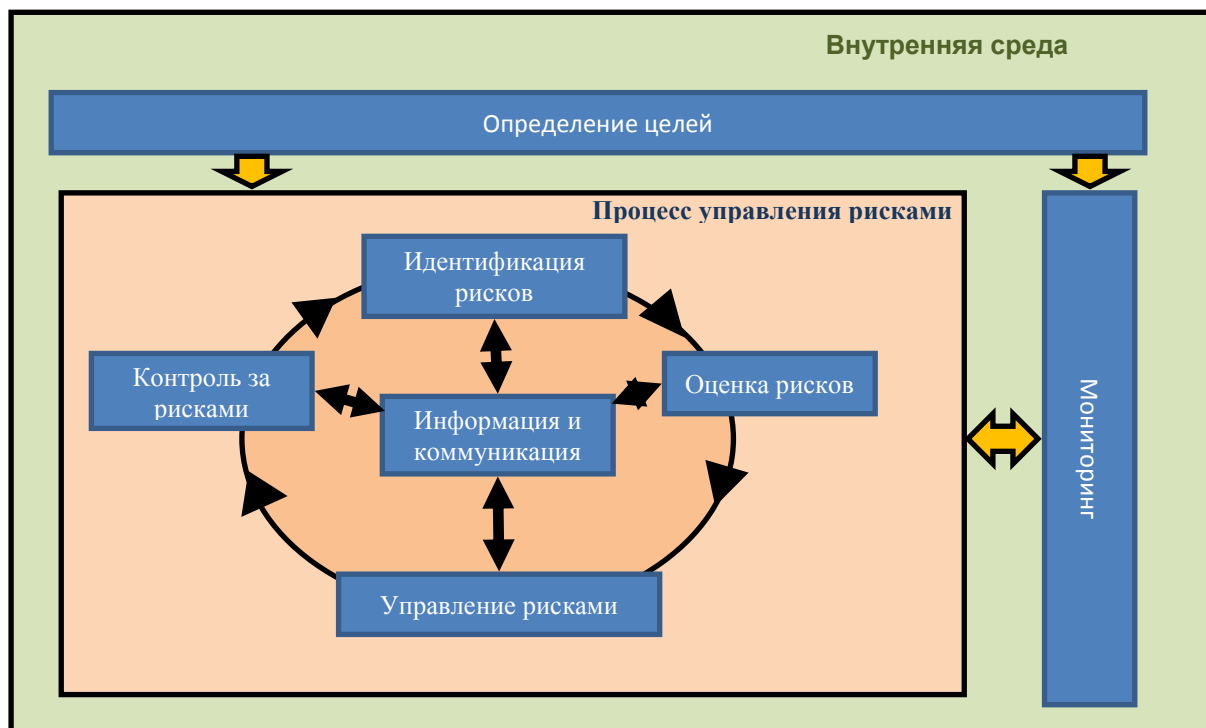 Внутренняя среда
Определение целей
Процесс управления рисками
Идентификация
рисков
Контроль за
рисками
Оценка рисков
Информация и
коммуникация
Управление рисками
Мониторинг